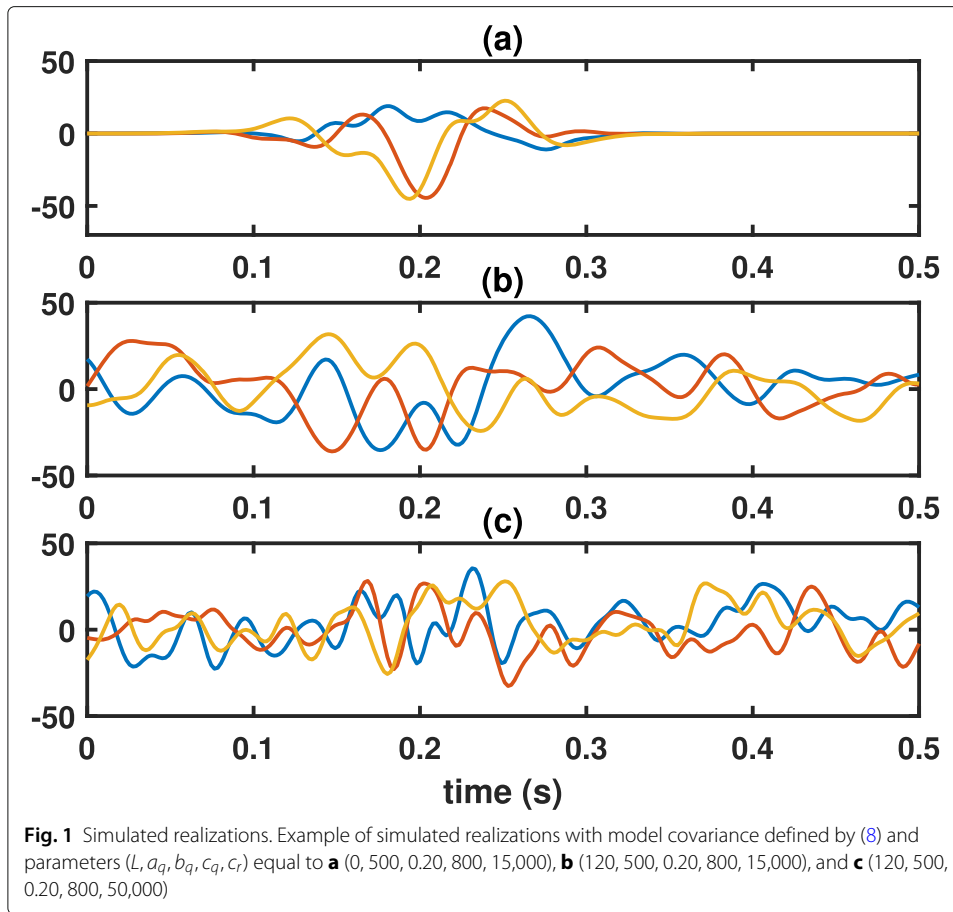 (a)
50
0
-50
0 0.1 0.2 0.3 0.4 0.5
(b)
50
0
-50
0 0.1 0.2 0.3 0.4 0.5
(c)
50
0
-50
0 0.1 0.2 0.3 0.4 0.5
time (s)
Fig. 1 Simulated realizations. Example of simulated realizations with model covariance defined by (8) and
parameters (L, a_q, b_q, c_q, c_r) equal to a (0, 500, 0.20, 800, 15,000), b (120, 500, 0.20, 800, 15,000), and c (120, 500,
0.20, 800, 50,000)